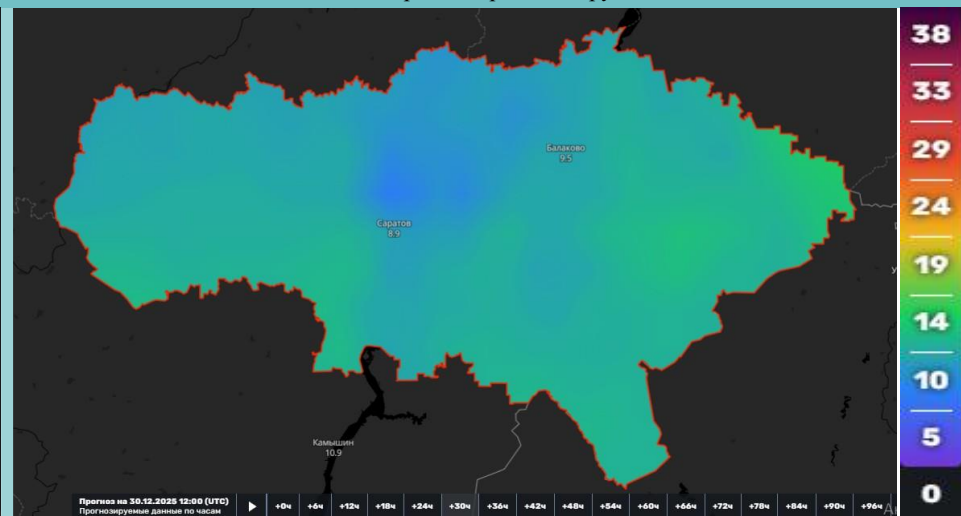 38
33
29
24
19
14
10
5
0
Балаково
9.5
Саратов
8.9
Камышин
10.9
Прогноз на 30.12.2025 12:00 (UTC)
Прогнозируемые данные по часам
+0ч +6ч +12ч +18ч +24ч +30ч +36ч +42ч +48ч +54ч +60ч +66ч +72ч +78ч +84ч +90ч +96ч